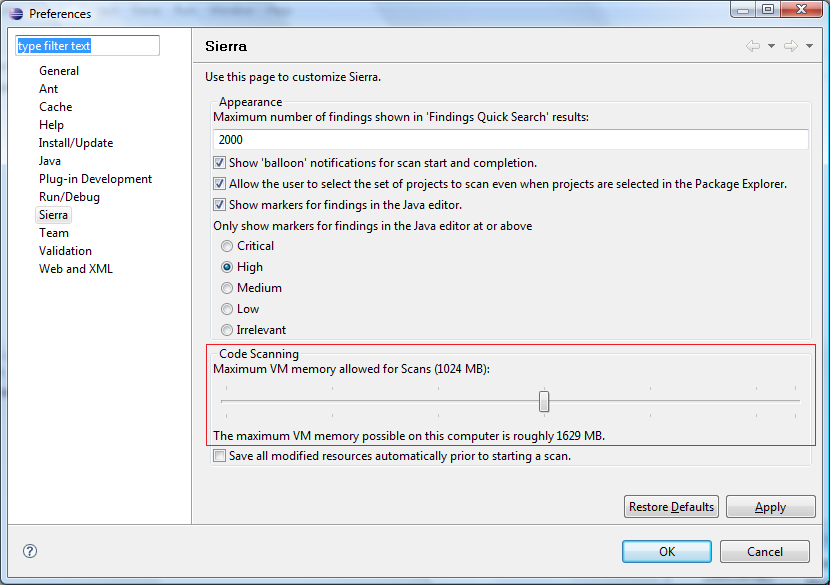 Preferences
type filter text
General
Ant
Cache
Help
Install/Update
Java
Plug-in Development
Run/Debug
Sierra
Team
Validation
Web and XML
Sierra
Use this page to customize Sierra.
Appearance
Maximum number of findings shown in 'Findings Quick Search' results:
2000
Show 'balloon' notifications for scan start and completion.
Allow the user to select the set of projects to scan even when projects are selected in the Package Explorer.
Show markers for findings in the Java editor.
Only show markers for findings in the Java editor at or above
Critical
High
Medium
Low
Irrelevant
Code Scanning
Maximum VM memory allowed for Scans (1024 MB):
The maximum VM memory possible on this computer is roughly 1629 MB.
Save all modified resources automatically prior to starting a scan.
Restore Defaults
Apply
?
OK
Cancel